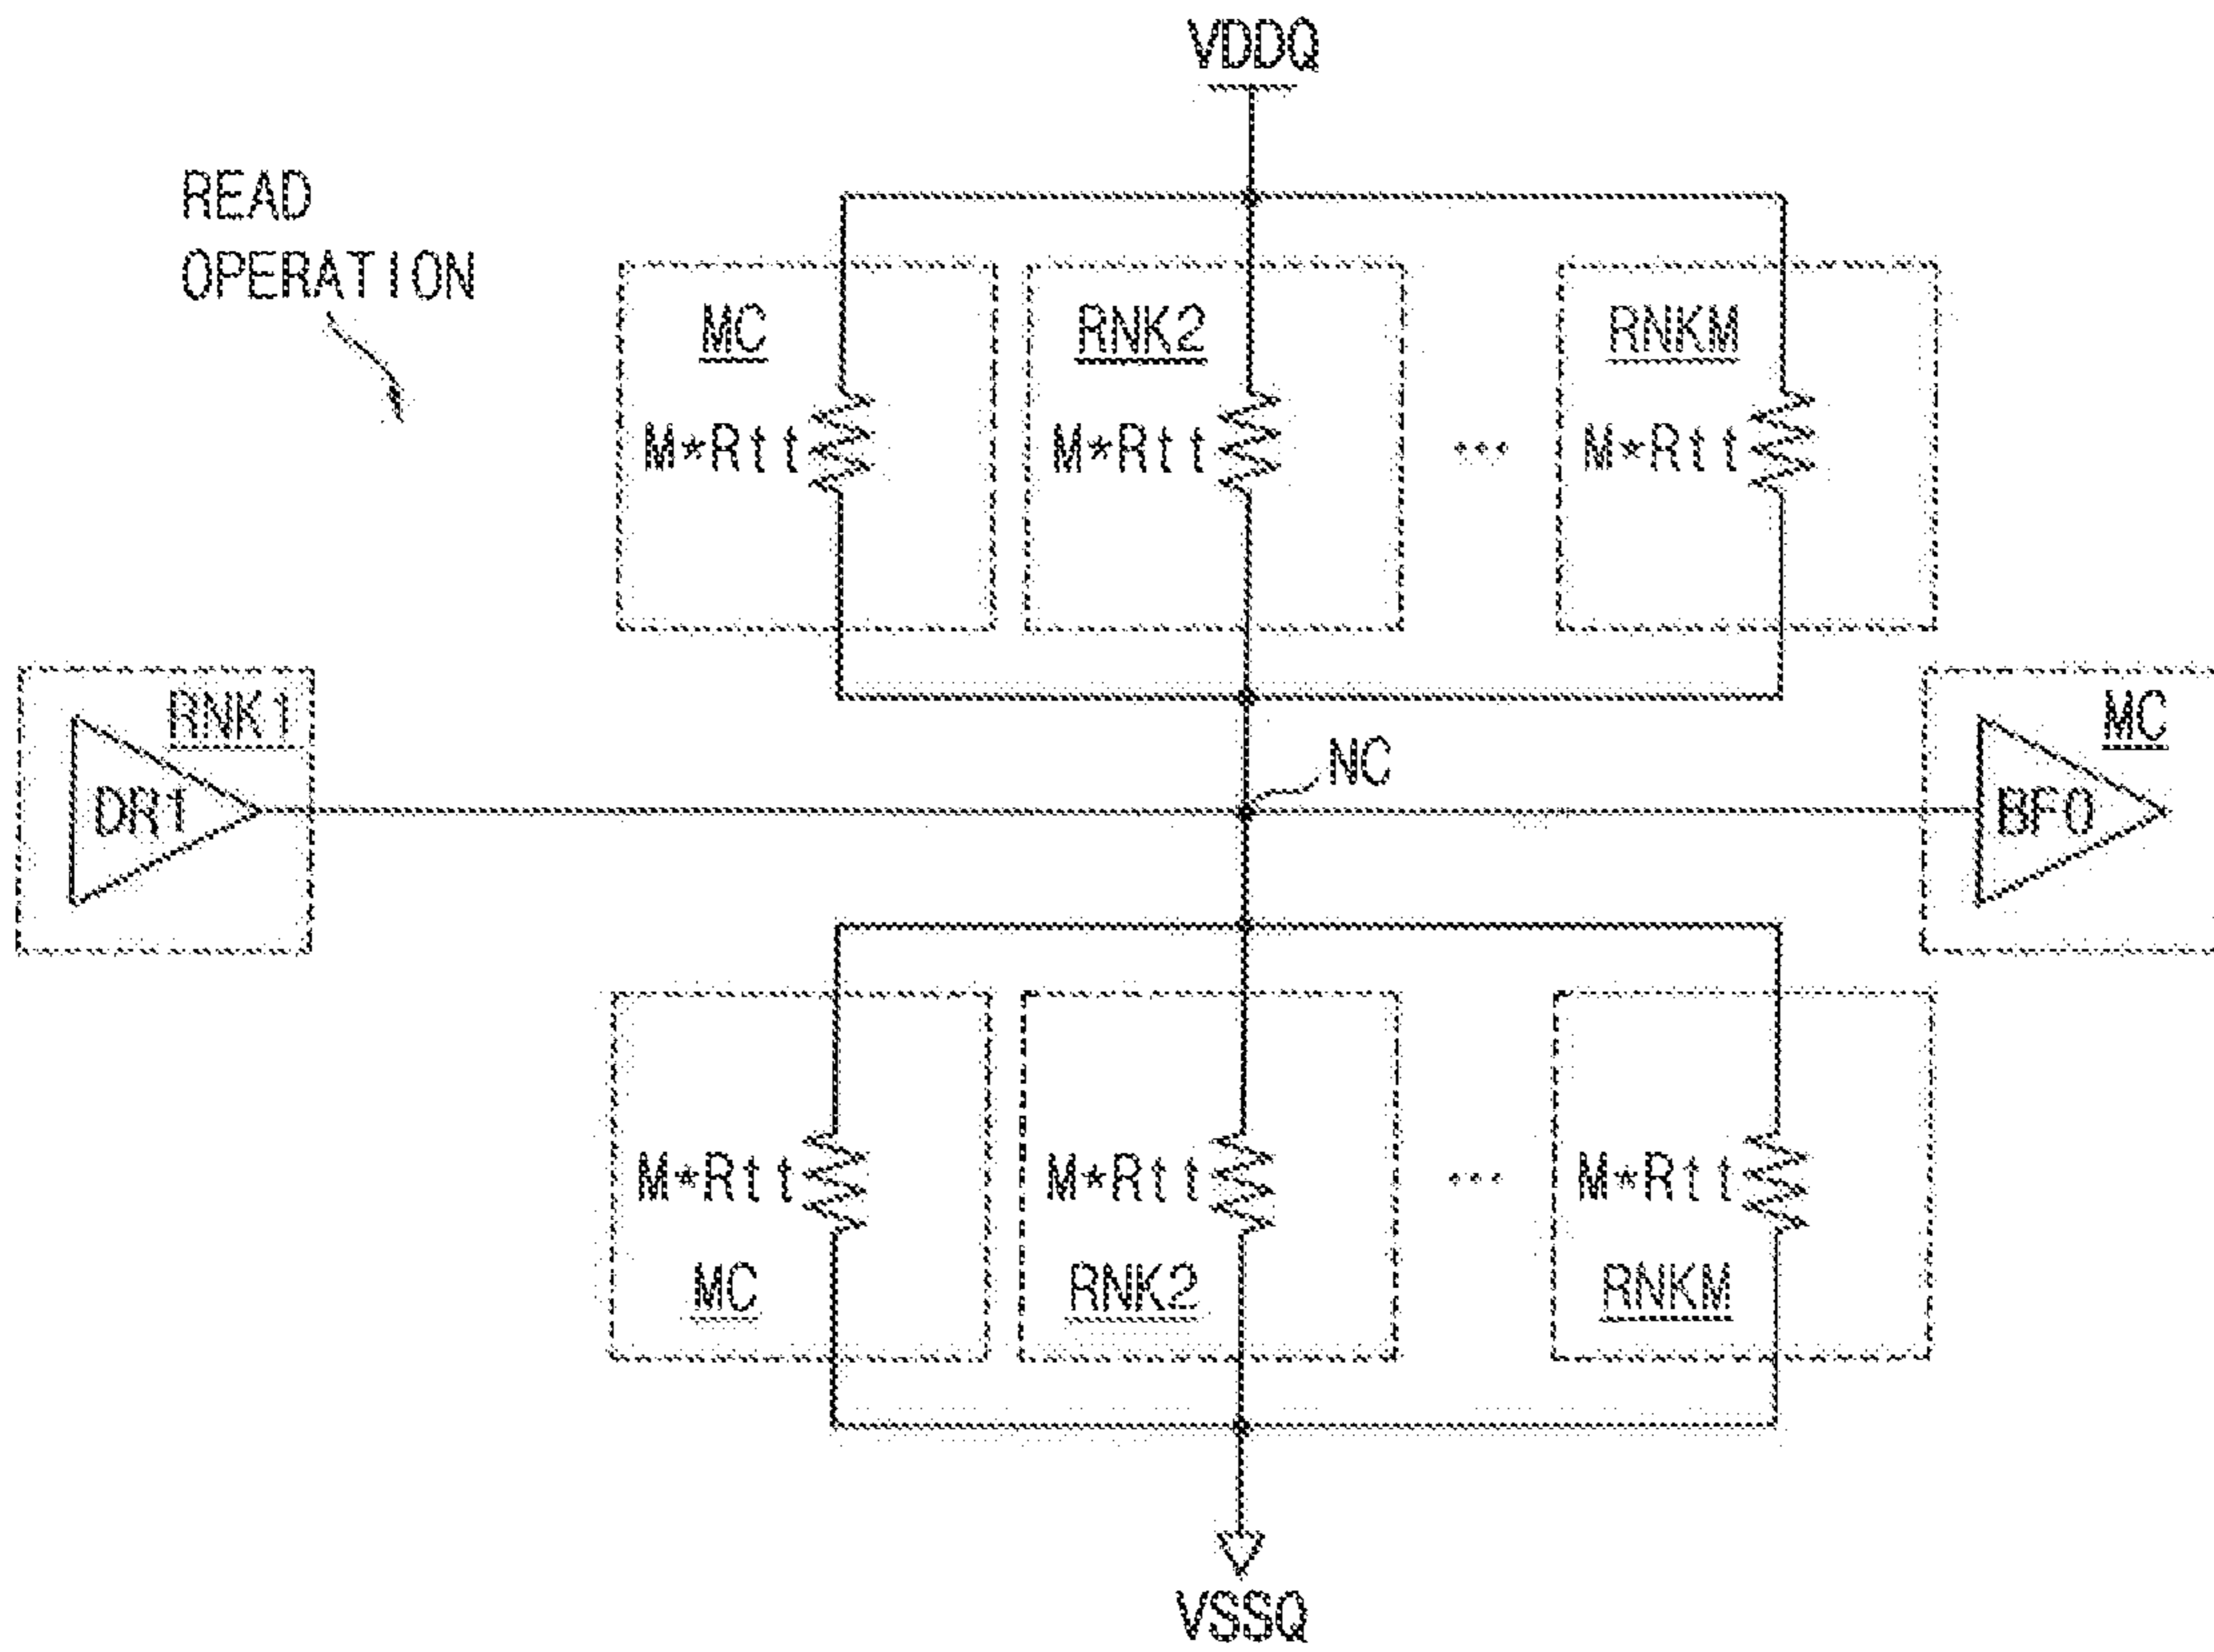 VDDQ
READ
OPERATION
MC
RNK2
RNKM
M*Rtt
M*Rtt
...
M*Rtt
RNK1
MC
NC
DR1
BF0
M*Rtt
M*Rtt
...
M*Rtt
MC
RNK2
RNKM
VSSQ